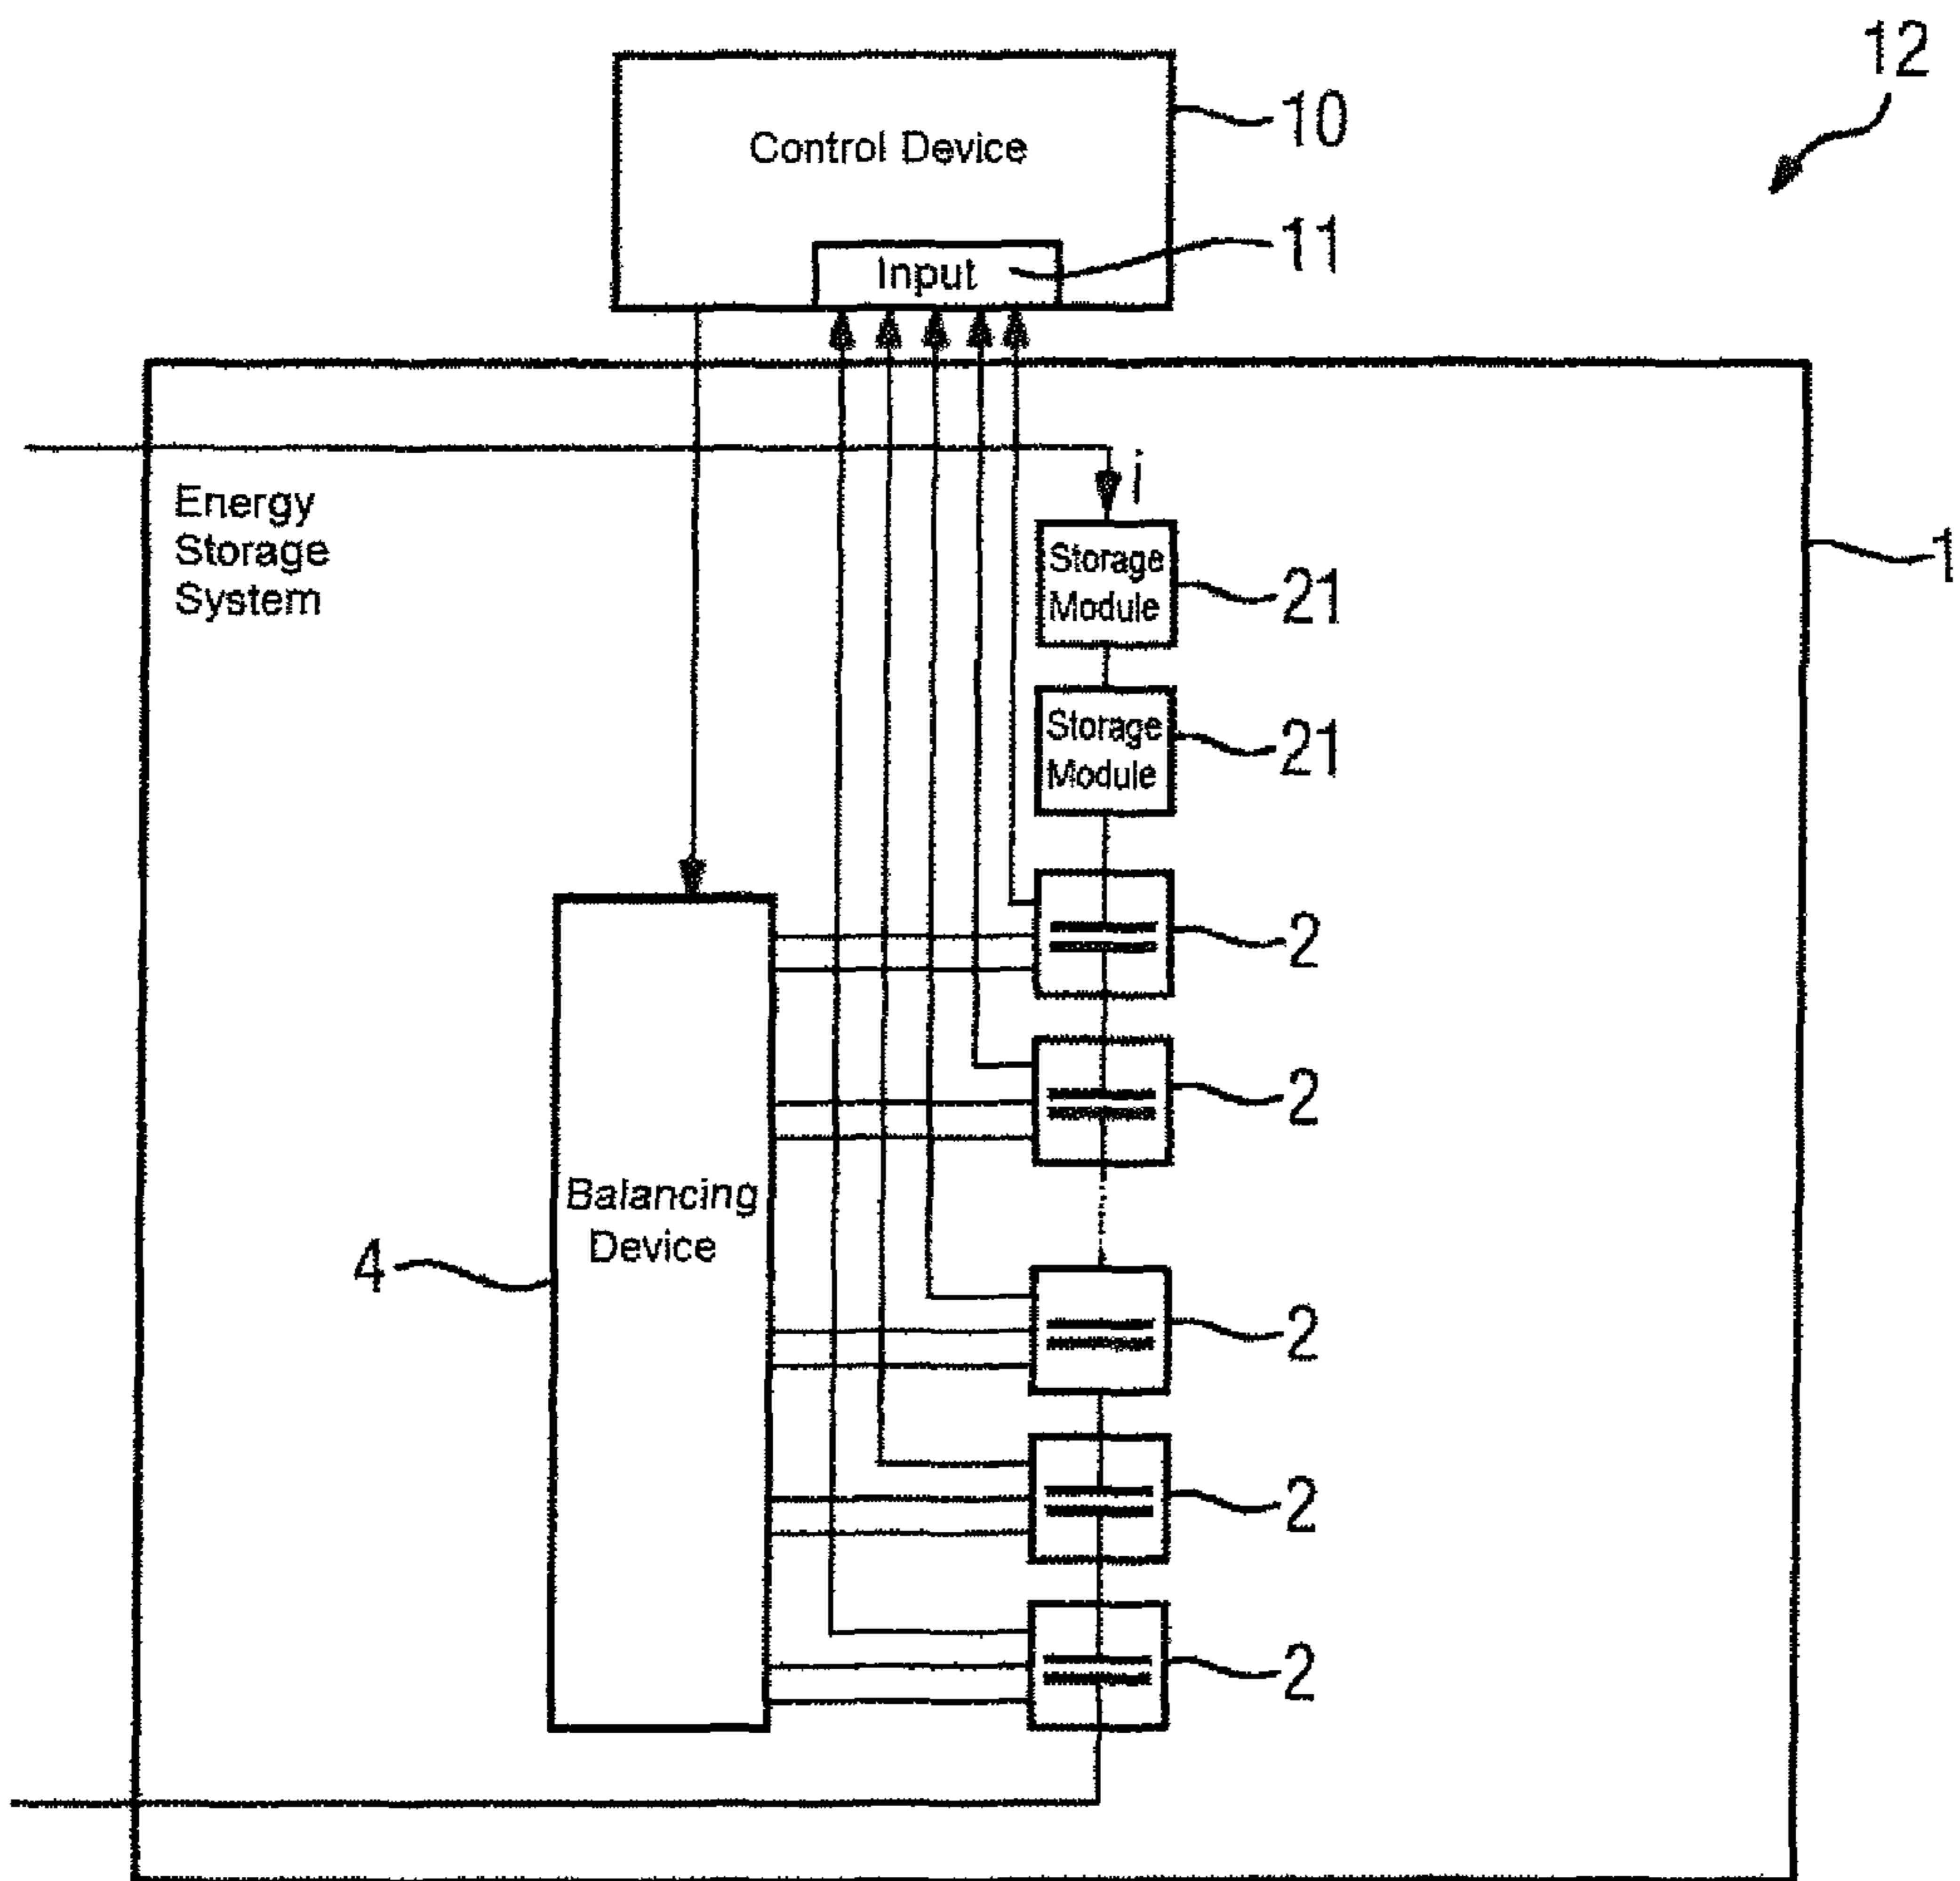 12
10
Control Device
11
Input
i
Energy
Storage
System
1
Storage
Module
21
Storage
Module
21
2
2
Balancing
Device
4
2
2
2